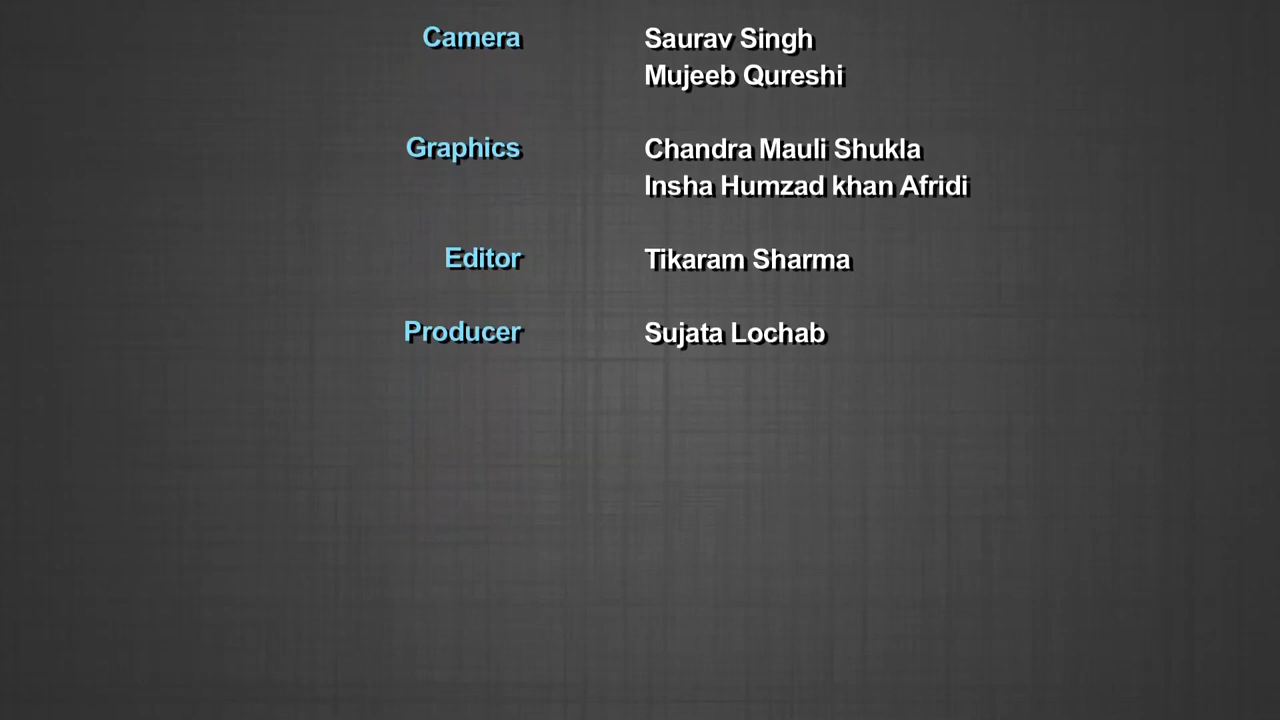 Camera Saurav Singh
Mujeeb Qureshi
Graphics Chandra Mauli Shukla
Insha Humzad khan Afridi
Editor Tikaram Sharma
Producer Sujata Lochab